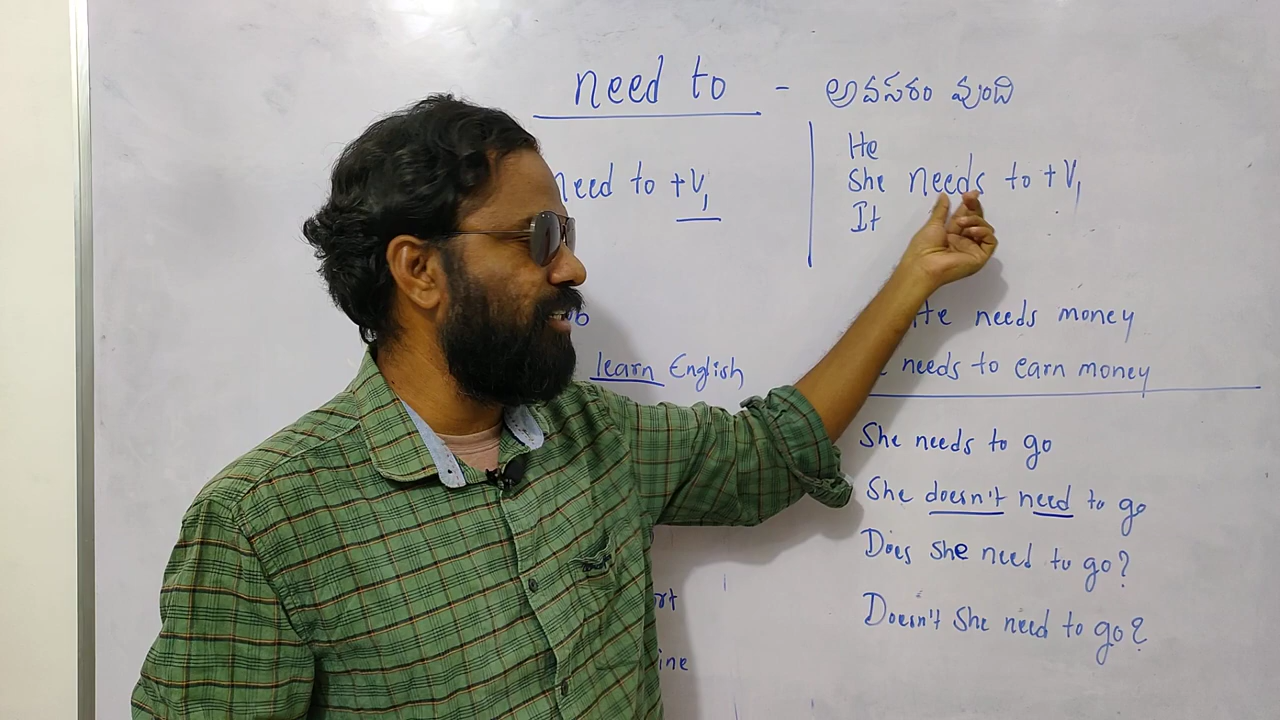 need to - అవసరం వుంది
need to + V₁
He
She needs to + V₁
It
He needs money
learn English
needs to earn money
She needs to go
She doesn't need to go
Does she need to go?
Doesn't She need to go?